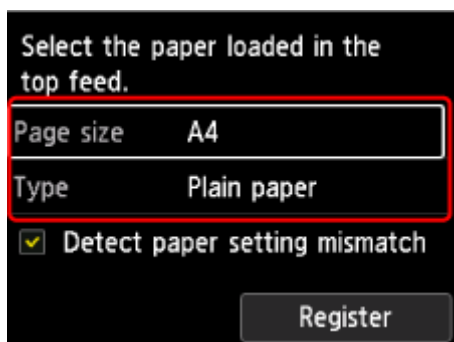 Select the paper loaded in the
top feed.
Page size A4
Type Plain paper
Detect paper setting mismatch
Register